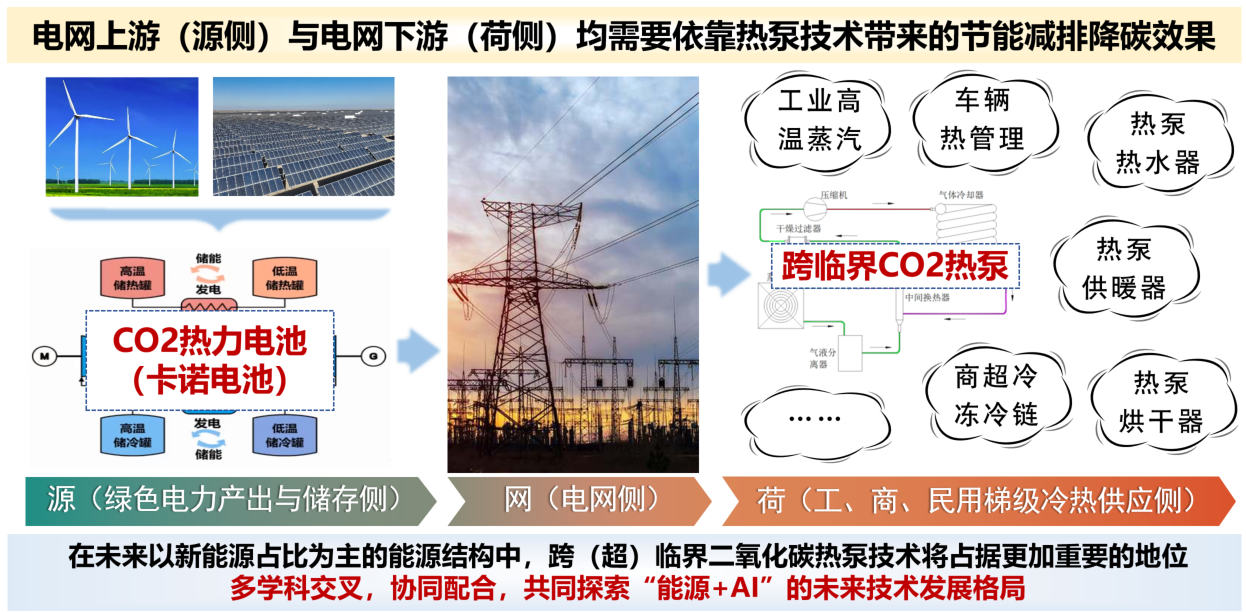 电网上游（源侧）与电网下游（荷侧）均需要依靠热泵技术带来的节能减排降碳效果
工业高
温蒸汽
车辆
热管理
热泵
热水器
压缩机
气体冷却器
干燥过滤器
跨临界CO2热泵
中间换热器
气液分
离器
热泵
供暖器
储能
高温
储热罐
低温
储热罐
发电
CO2热力电池
（卡诺电池）
M
G
发电
高温
储冷罐
低温
储冷罐
储能
商超冷
冻冷链
热泵
烘干器
……
源（绿色电力产出与储存侧）
网（电网侧）
荷（工、商、民用梯级冷热供应侧）
在未来以新能源占比为主的能源结构中，跨（超）临界二氧化碳热泵技术将占据更加重要的地位
多学科交叉，协同配合，共同探索“能源+AI”的未来技术发展格局